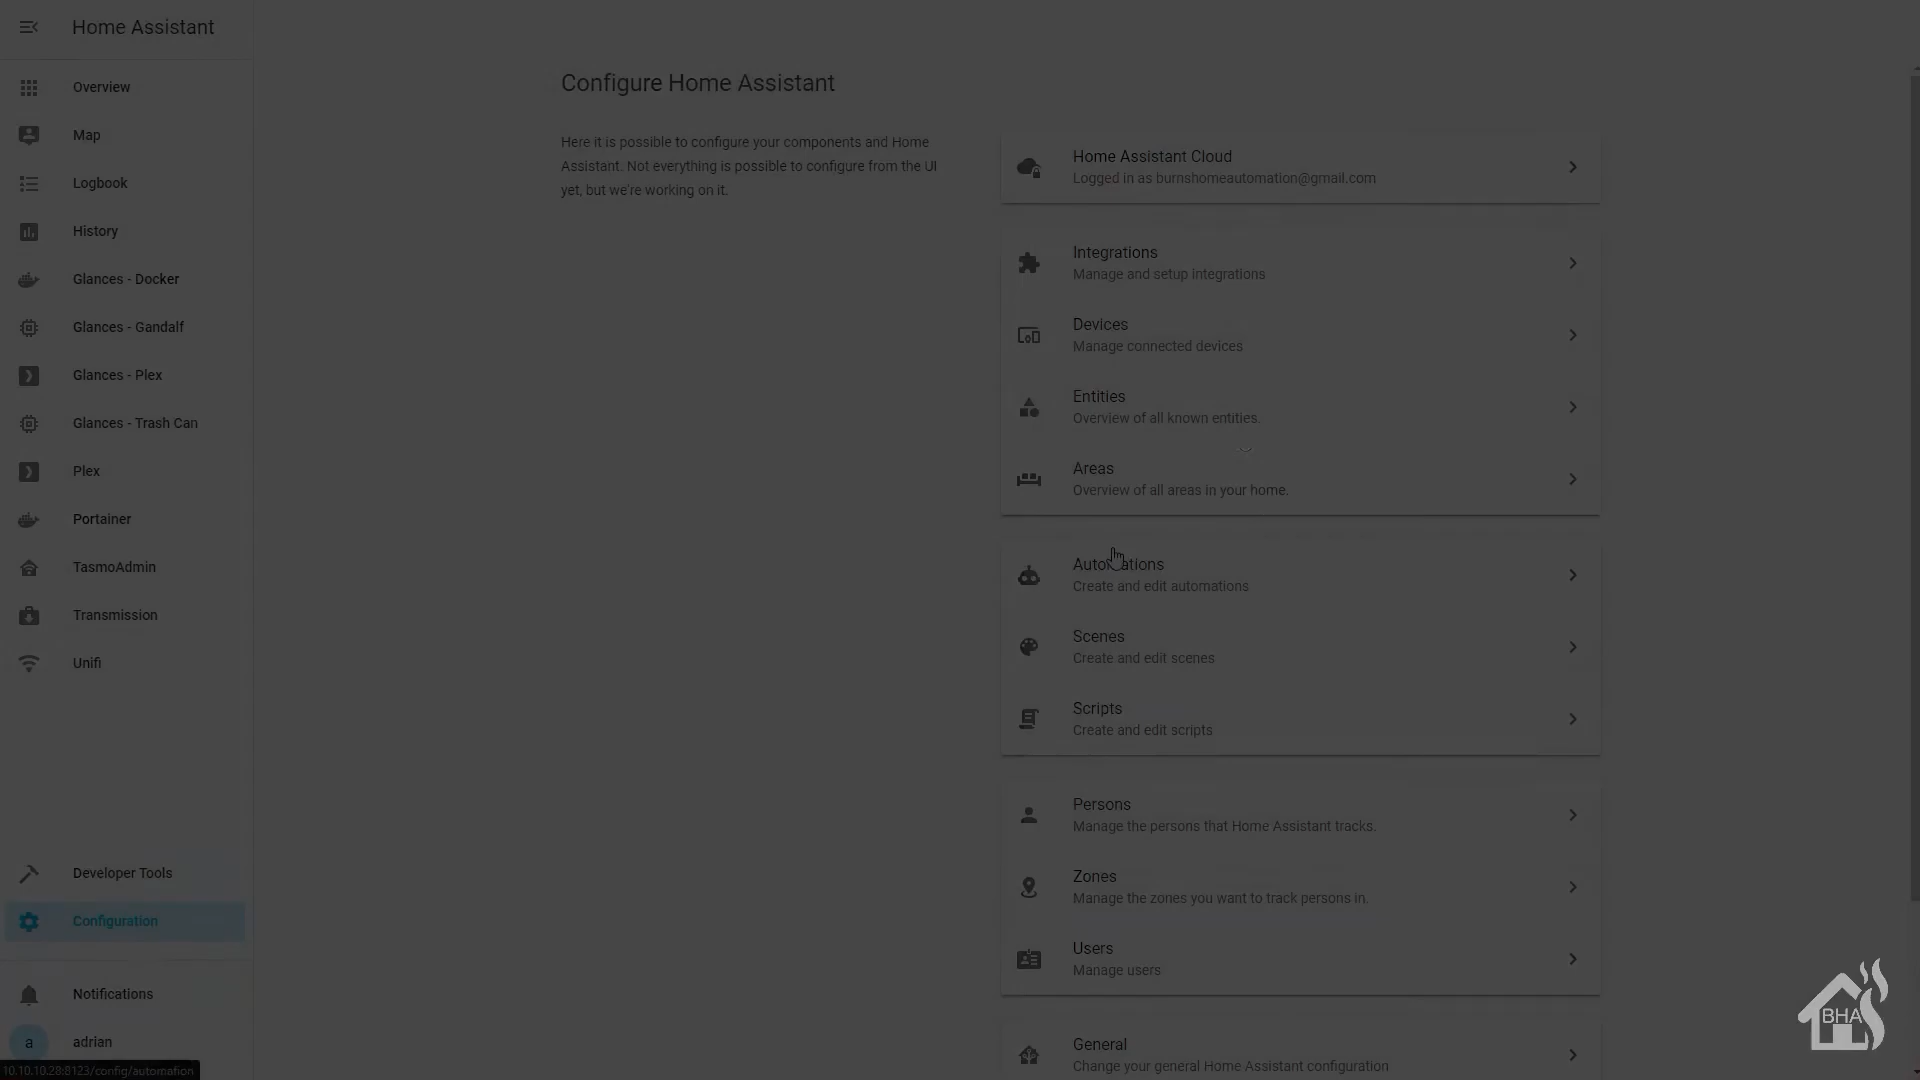 Home Assistant
Overview
Map
Logbook
History
Glances - Docker
Glances - Gandalf
Glances - Plex
Glances - Trash Can
Plex
Portainer
TasmoAdmin
Transmission
Unifi
Developer Tools
Configuration
Notifications
a
adrian
10.10.10.28:8123/config/automation
Configure Home Assistant
Here it is possible to configure your components and Home
Assistant. Not everything is possible to configure from the UI
yet, but we're working on it.
Home Assistant Cloud
Logged in as burnshomeautomation@gmail.com
Integrations
Manage and setup integrations
Devices
Manage connected devices
Entities
Overview of all known entities.
Areas
Overview of all areas in your home.
Automations
Create and edit automations
Scenes
Create and edit scenes
Scripts
Create and edit scripts
Persons
Manage the persons that Home Assistant tracks.
Zones
Manage the zones you want to track persons in.
Users
Manage users
General
Change your general Home Assistant configuration
BHA